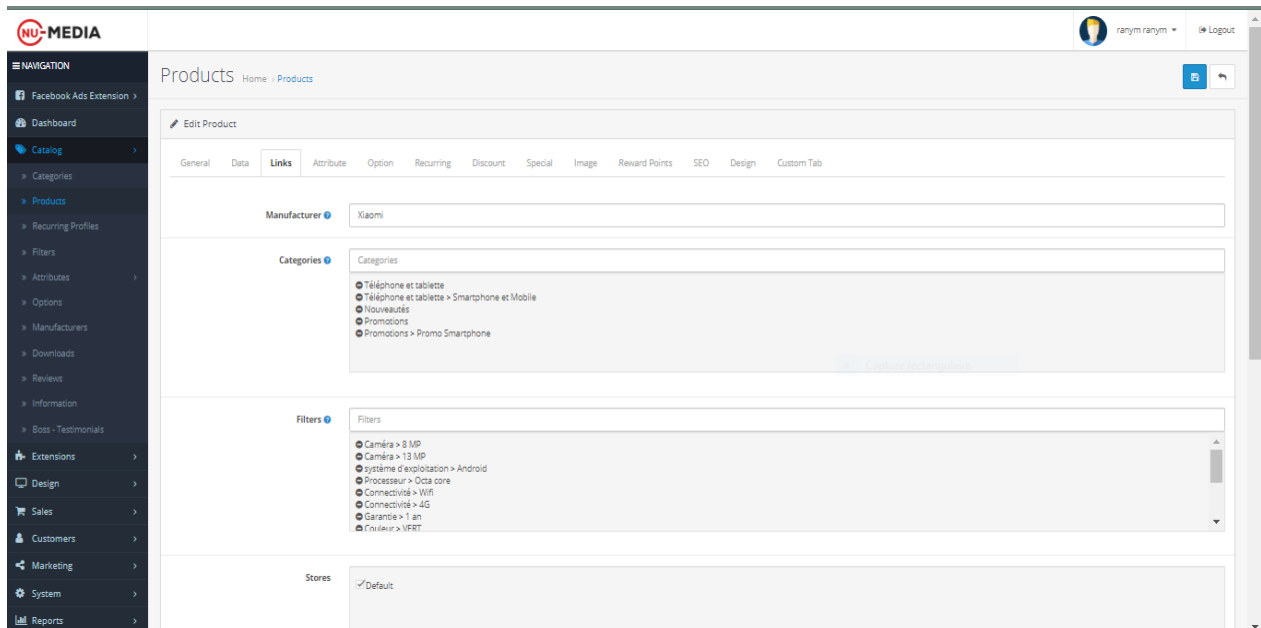 NU-MEDIA
ranym ranym
Logout
NAVIGATION
Products Home › Products
Facebook Ads Extension
Dashboard
Edit Product
Catalog
General Data Links Attribute Option Recurring Discount Special Image Reward Points SEO Design Custom Tab
» Categories
» Products
» Recurring Profiles
» Filters
» Attributes
» Options
» Manufacturers
» Downloads
» Reviews
» Information
» Boss - Testimonials
Extensions
Design
Sales
Customers
Marketing
System
Reports
Manufacturer Xiaomi
Categories Categories
Téléphone et tablette
Téléphone et tablette > Smartphone et Mobile
Nouveautés
Promotions
Promotions > Promo Smartphone
Filters Filters
Caméra > 8 MP
Caméra > 13 MP
système d'exploitation > Android
Processeur > Octa core
Connectivité > Wifi
Connectivité > 4G
Garantie > 1 an
Couleur > VERT
Stores
Default